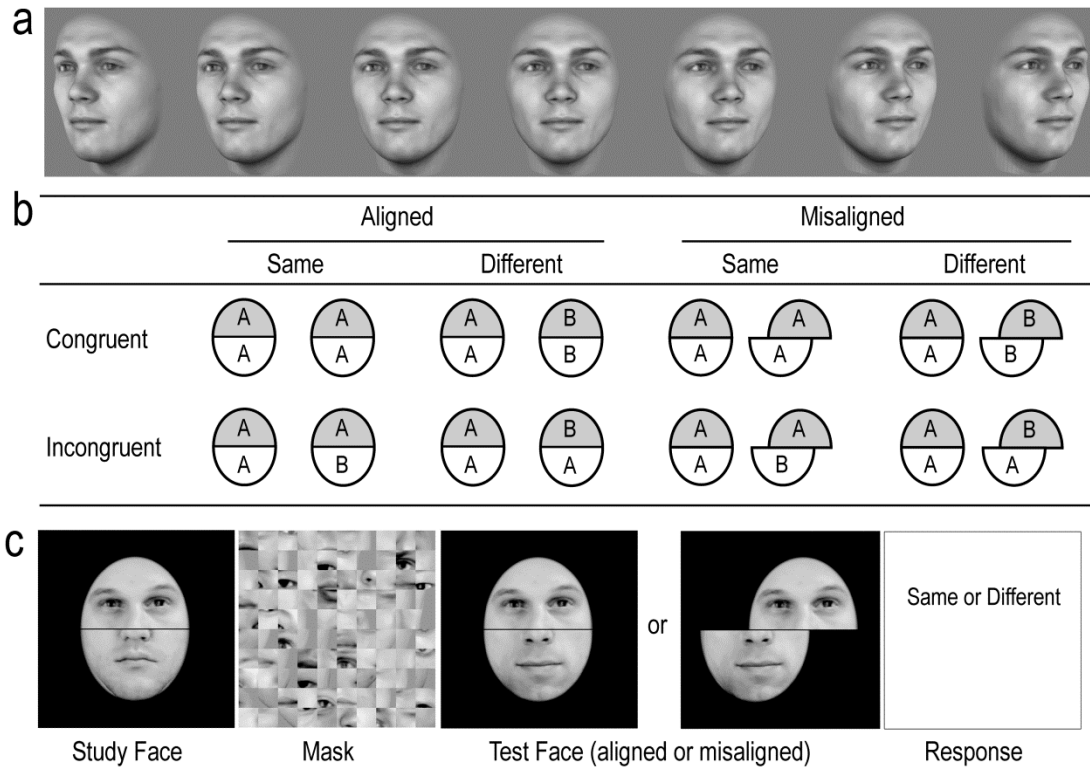 a
b
Aligned Misaligned
Same Different Same Different
Congruent
A A A B A A A B
A A A B A A A B
Incongruent
A A A B A A A B
A B A A A B A A
c
or
Same or Different
Study Face Mask Test Face (aligned or misaligned) Response